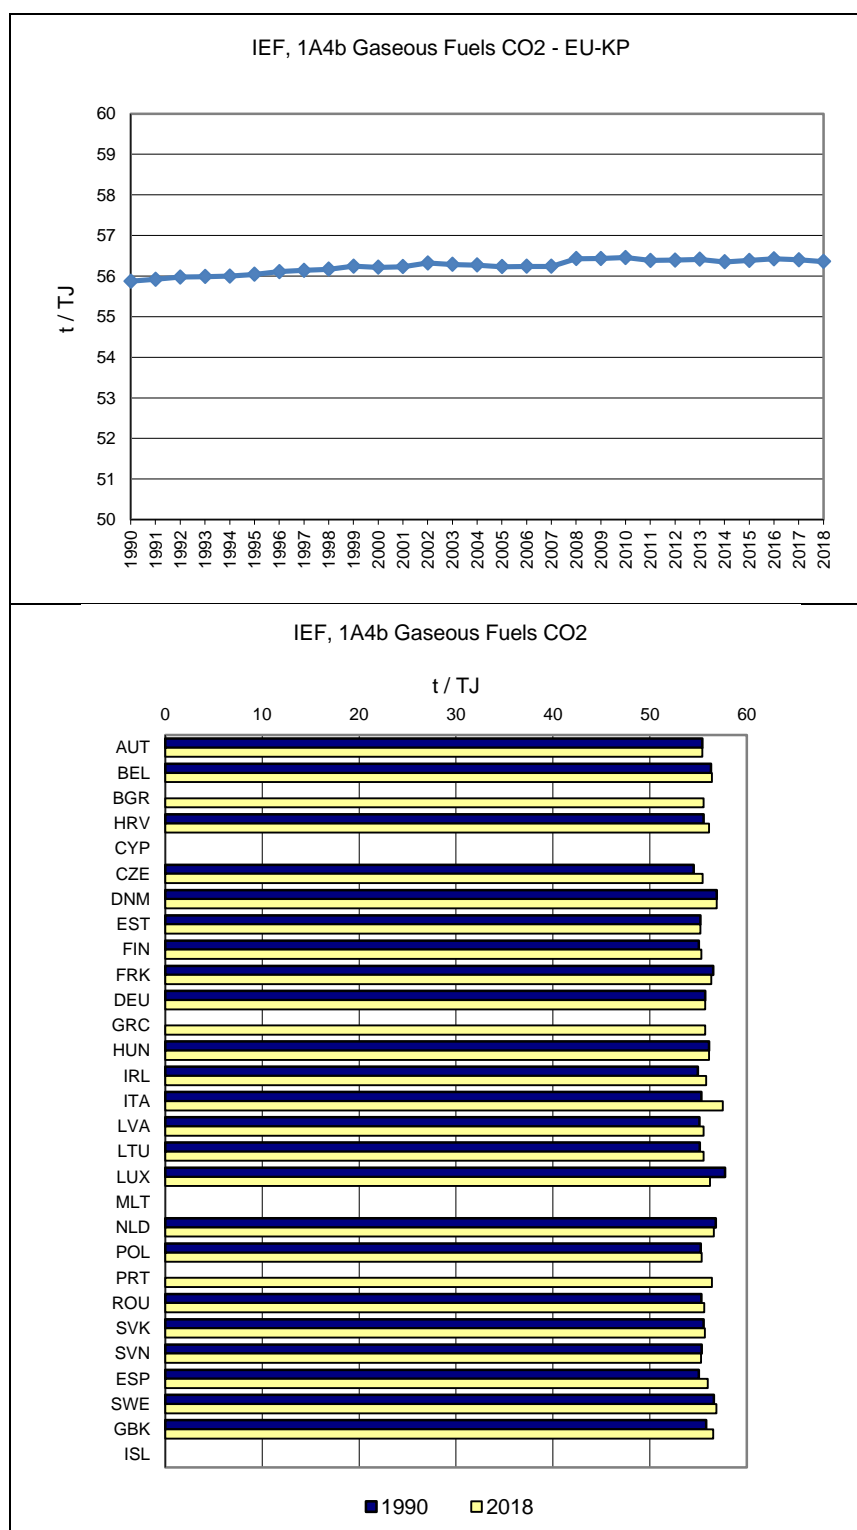 IEF, 1A4b Gaseous Fuels CO2 - EU-KP
60
59
58
57
56
55
54
53
52
51
50
t / TJ
1990 1991 1992 1993 1994 1995 1996 1997 1998 1999 2000 2001 2002 2003 2004 2005 2006 2007 2008 2009 2010 2011 2012 2013 2014 2015 2016 2017 2018
IEF, 1A4b Gaseous Fuels CO2
t / TJ
0 10 20 30 40 50 60
AUT
BEL
BGR
HRV
CYP
CZE
DNM
EST
FIN
FRK
DEU
GRC
HUN
IRL
ITA
LVA
LTU
LUX
MLT
NLD
POL
PRT
ROU
SVK
SVN
ESP
SWE
GBK
ISL
1990 2018